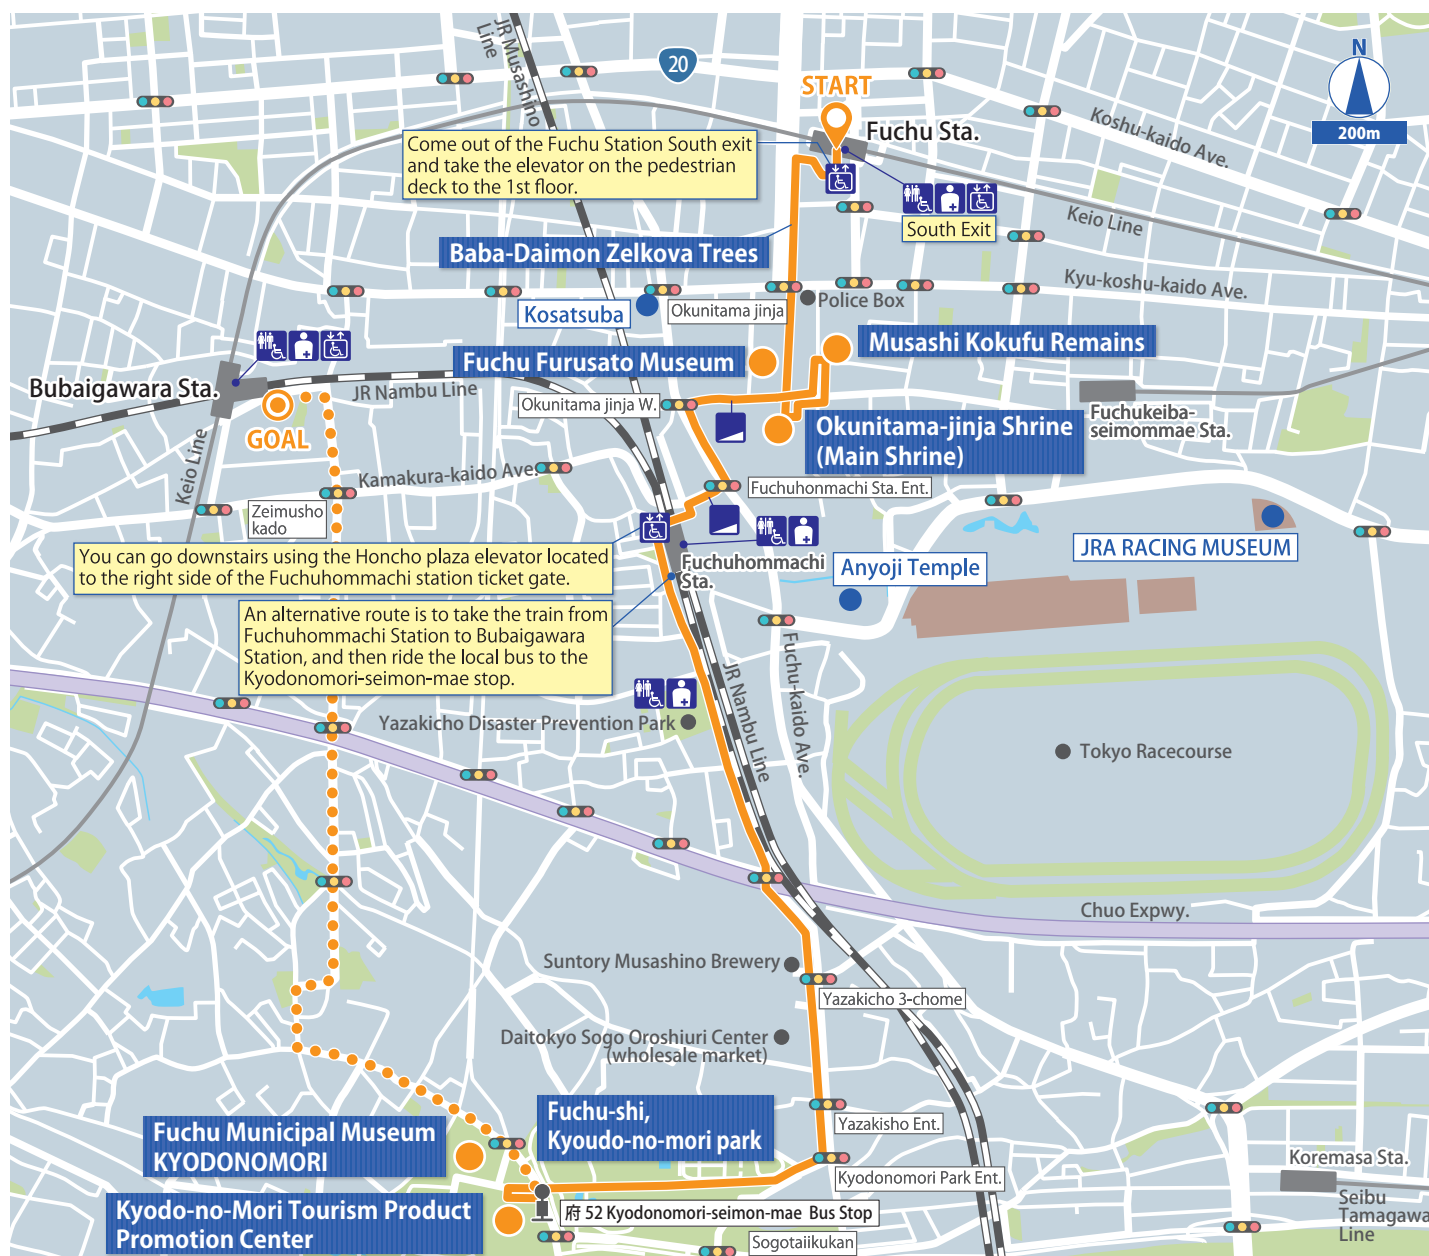 JR Musashino
Line
20
START
Fuchu Sta.
N
200m
Koshu-kaido Ave.
Come out of the Fuchu Station South exit
and take the elevator on the pedestrian
deck to the 1st floor.
South Exit
Keio Line
Baba-Daimon Zelkova Trees
Kyu-koshu-kaido Ave.
Kosatsuba
Okunitama jinja
Police Box
Musashi Kokufu Remains
Fuchu Furusato Museum
Bubaigawara Sta.
JR Nambu Line
Okunitama jinja W.
Fuchukeiba-
seimommae Sta.
GOAL
Okunitama-jinja Shrine
(Main Shrine)
Keio Line
Kamakura-kaido Ave.
Fuchuhonmachi Sta. Ent.
Zeimusho
kado
JRA RACING MUSEUM
You can go downstairs using the Honcho plaza elevator located
to the right side of the Fuchuhommachi station ticket gate.
Fuchuhommachi
Sta.
Anyoji Temple
An alternative route is to take the train from
Fuchuhommachi Station to Bubaigawara
Station, and then ride the local bus to the
Kyodonomori-seimon-mae stop.
JR Nambu Line
Fuchu-kaido Ave.
Yazakicho Disaster Prevention Park
Tokyo Racecourse
Chuo Expwy.
Suntory Musashino Brewery
Yazakicho 3-chome
Daitokyo Sogo Oroshiuri Center
(wholesale market)
Fuchu-shi,
Kyoudo-no-mori park
Yazakisho Ent.
Fuchu Municipal Museum
KYODONOMORI
Kyodonomori Park Ent.
Koremasa Sta.
Kyodo-no-Mori Tourism Product
Promotion Center
府 52 Kyodonomori-seimon-mae Bus Stop
Sogotaiikukan
Seibu
Tamagawa
Line